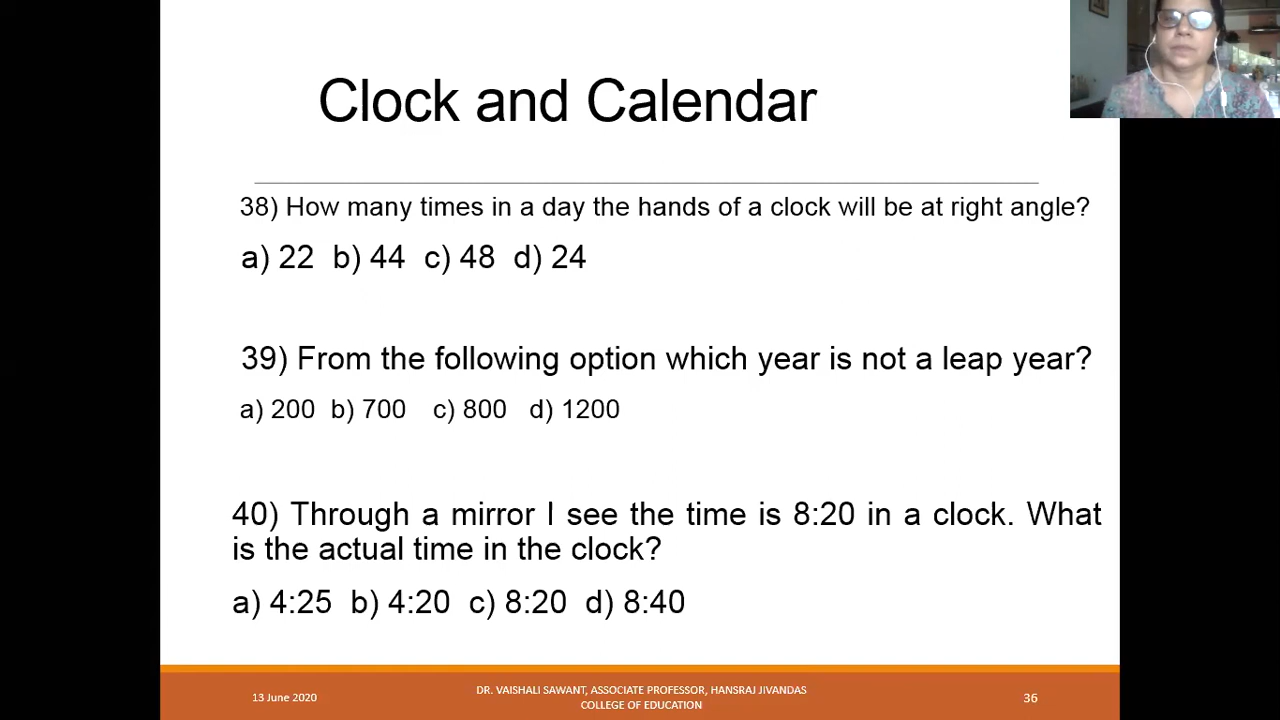 Clock and Calendar
38) How many times in a day the hands of a clock will be at right angle?
a) 22 b) 44 c) 48 d) 24
39) From the following option which year is not a leap year?
a) 200 b) 700 c) 800 d) 1200
40) Through a mirror I see the time is 8:20 in a clock. What
is the actual time in the clock?
a) 4:25 b) 4:20 c) 8:20 d) 8:40
13 June 2020
DR. VAISHALI SAWANT, ASSOCIATE PROFESSOR, HANSRAJ JIVANDAS
COLLEGE OF EDUCATION
36